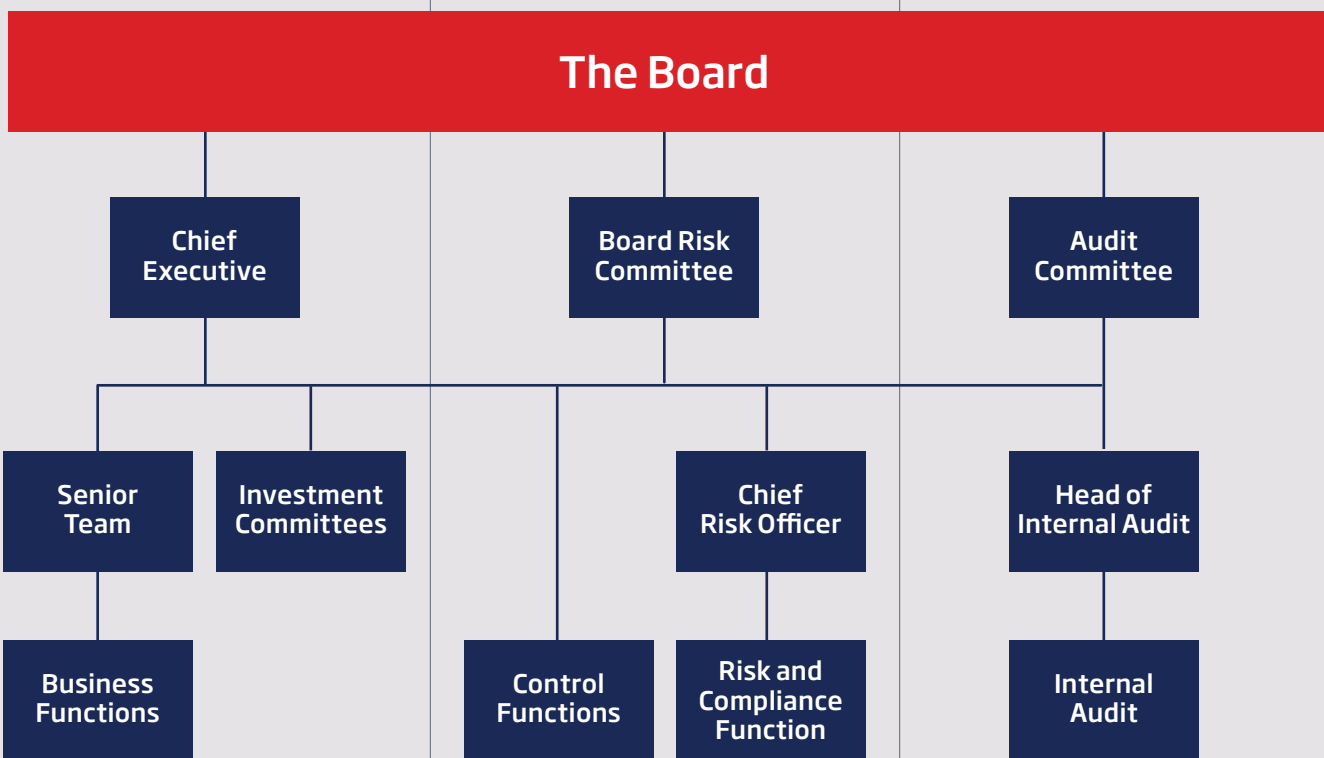 The Board
Chief
Executive
Board Risk
Committee
Audit
Committee
Senior
Team
Investment
Committees
Chief
Risk Officer
Head of
Internal Audit
Business
Functions
Control
Functions
Risk and
Compliance
Function
Internal
Audit